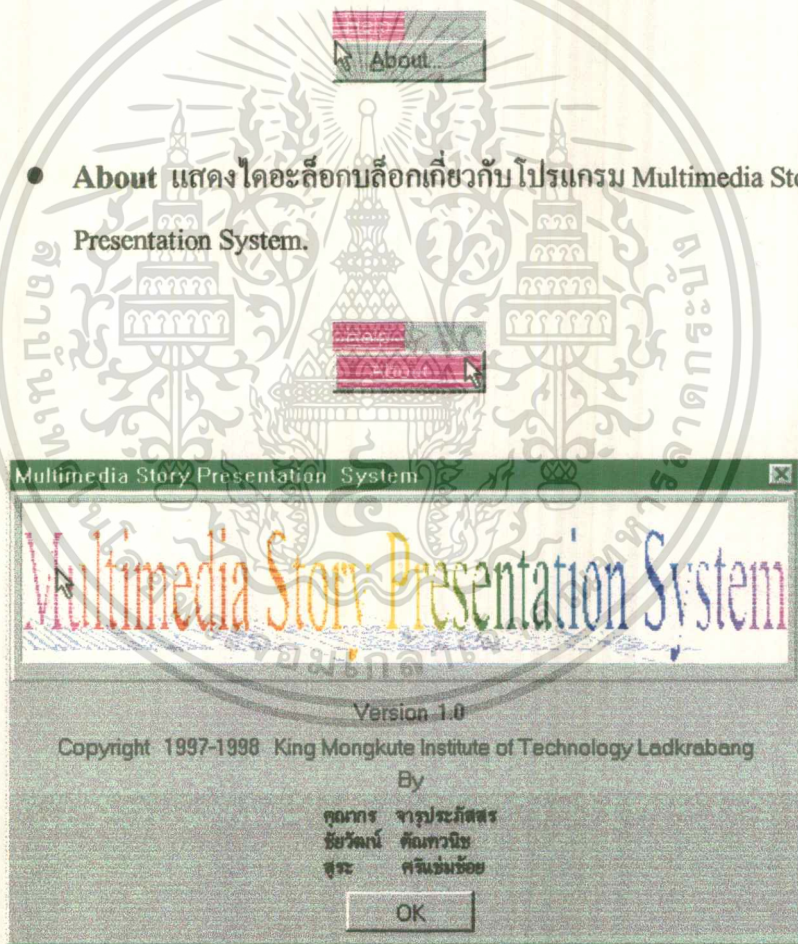 About...
● About แสดงไดอะล็อกบล็อกเกี่ยวกับโปรแกรม Multimedia Sto
Presentation System.
Multimedia Story Presentation System
Multimedia Story Presentation System
Version 1.0
Copyright 1997-1998 King Mongkute Institute of Technology Ladkrabang
By
คุณากร จารุประภัสสร
ชัยวัฒน์ ตัณฑวนิช
สุระ ศรีแช่มช้อย
OK